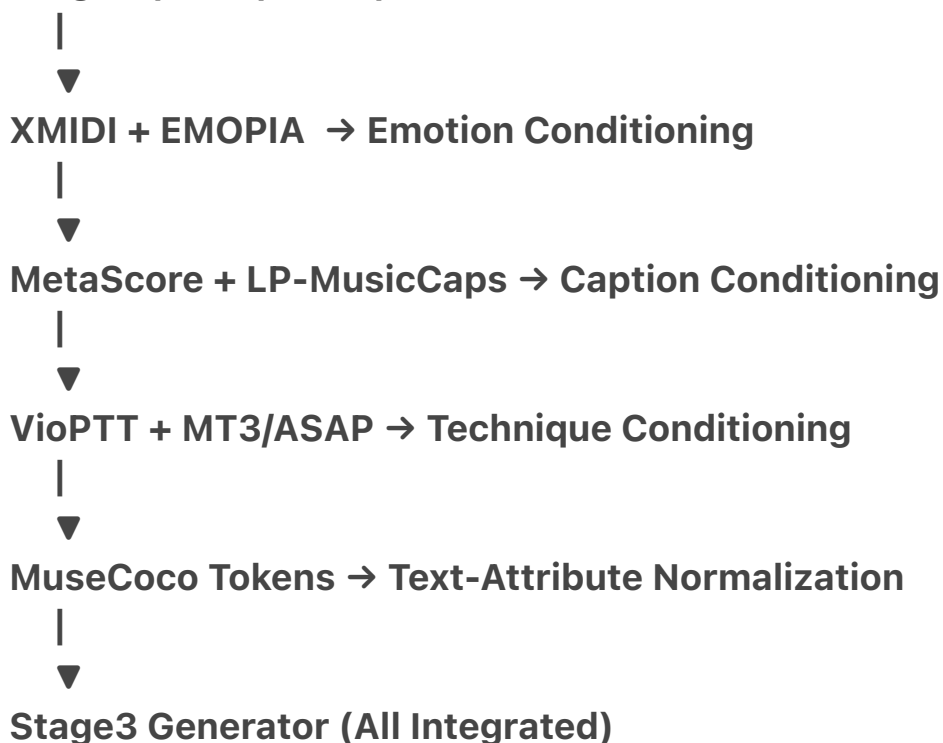 XMIDI + EMOPIA → Emotion Conditioning
|
▼
MetaScore + LP-MusicCaps → Caption Conditioning
|
▼
VioPTT + MT3/ASAP → Technique Conditioning
|
▼
MuseCoco Tokens → Text-Attribute Normalization
|
▼
Stage3 Generator (All Integrated)